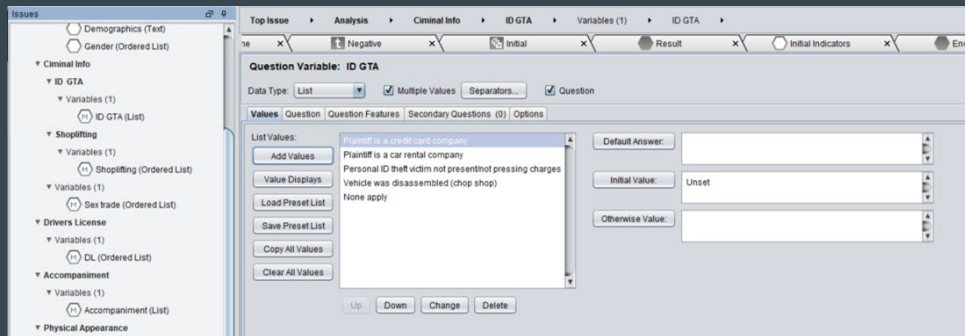 Issues
Demographics (Text)
Gender (Ordered List)
Ciminal Info
ID GTA
Variables (1)
ID GTA (List)
Shoplifting
Variables (1)
Shoplifting (Ordered List)
Variables (1)
Sex trade (Ordered List)
Drivers License
Variables (1)
DL (Ordered List)
Accompaniment
Variables (1)
Accompaniment (List)
Physical Appearance
Top Issue Analysis Ciminal Info ID GTA Variables (1) ID GTA
ne Negative Initial Result Initial Indicators End
Question Variable: ID GTA
Data Type: List Multiple Values Separators... Question
Values Question Question Features Secondary Questions (0) Options
List Values:
Add Values
Value Displays
Load Preset List
Save Preset List
Copy All Values
Clear All Values
Plaintiff is a credit card company
Plaintiff is a car rental company
Personal ID theft victim not present/not pressing charges
Vehicle was disassembled (chop shop)
None apply
Up Down Change Delete
Default Answer:
Initial Value: Unset
Otherwise Value: